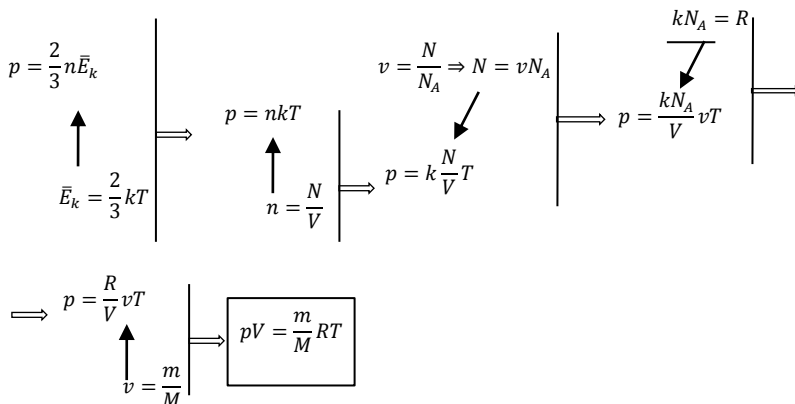 p = \frac{2}{3} n\bar{E}_k
\bar{E}_k = \frac{2}{3} kT
p = nkT
n = \frac{N}{V}
v = \frac{N}{N_A} ⇒ N = vN_A
p = k \frac{N}{V} T
kN_A = R
p = \frac{kN_A}{V} vT
p = \frac{R}{V} vT
v = \frac{m}{M}
pV = \frac{m}{M} RT